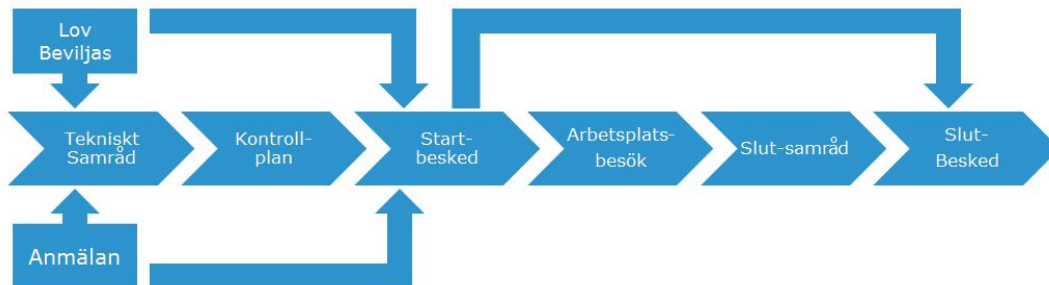 Lov
Beviljas
Tekniskt
Samråd
Kontroll-
plan
Start-
besked
Arbetsplats-
besök
Slut-samråd
Slut-
Besked
Anmälan